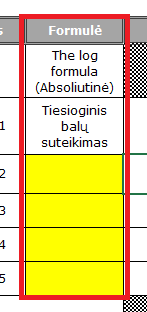 s
Formulė
The log
formula
(Absoliutinė)
1
Tiesioginis
balų
suteikimas
2
3
4
5